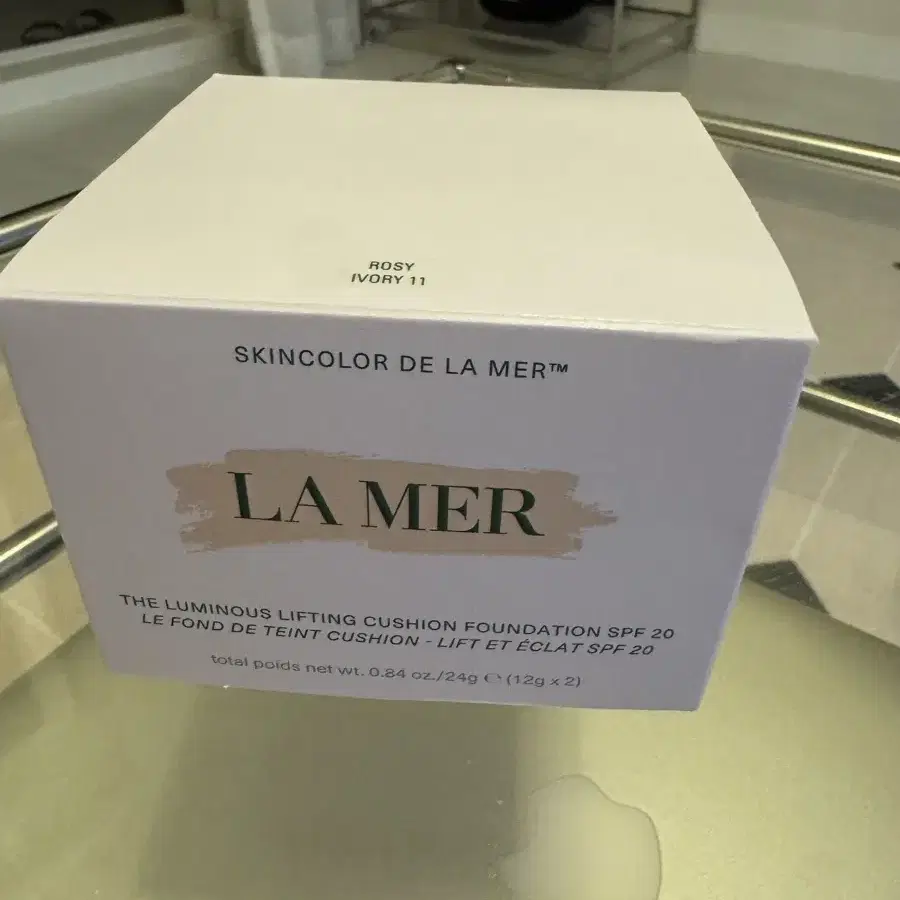 ROSY
IVORY 11
SKINCOLOR DE LA MER™
LA MER
THE LUMINOUS LIFTING CUSHION FOUNDATION SPF 20
LE FOND DE TEINT CUSHION - LIFT ET ÉCLAT SPF 20
total poids net wt. 0.84 oz./24g ℮ (12g x 2)